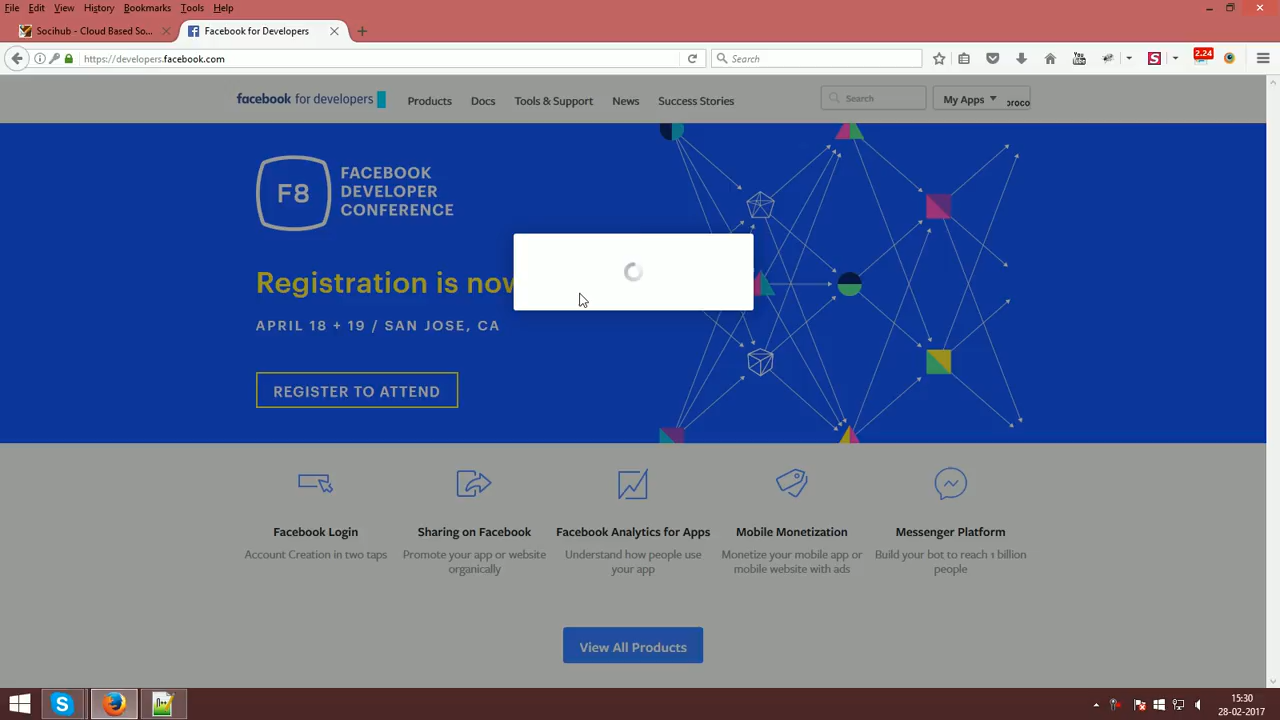 File Edit View History Bookmarks Tools Help
Socihub - Cloud Based So...
Facebook for Developers
https://developers.facebook.com
Search
2.24
facebook for developers
Products
Docs
Tools & Support
News
Success Stories
Search
My Apps
F8
FACEBOOK
DEVELOPER
CONFERENCE
Registration is now
APRIL 18 + 19 / SAN JOSE, CA
REGISTER TO ATTEND
Facebook Login
Account Creation in two taps
Sharing on Facebook
Promote your app or website
organically
Facebook Analytics for Apps
Understand how people use
your app
Mobile Monetization
Monetize your mobile app or
mobile website with ads
Messenger Platform
Build your bot to reach 1 billion
people
View All Products
15:30
28-02-2017